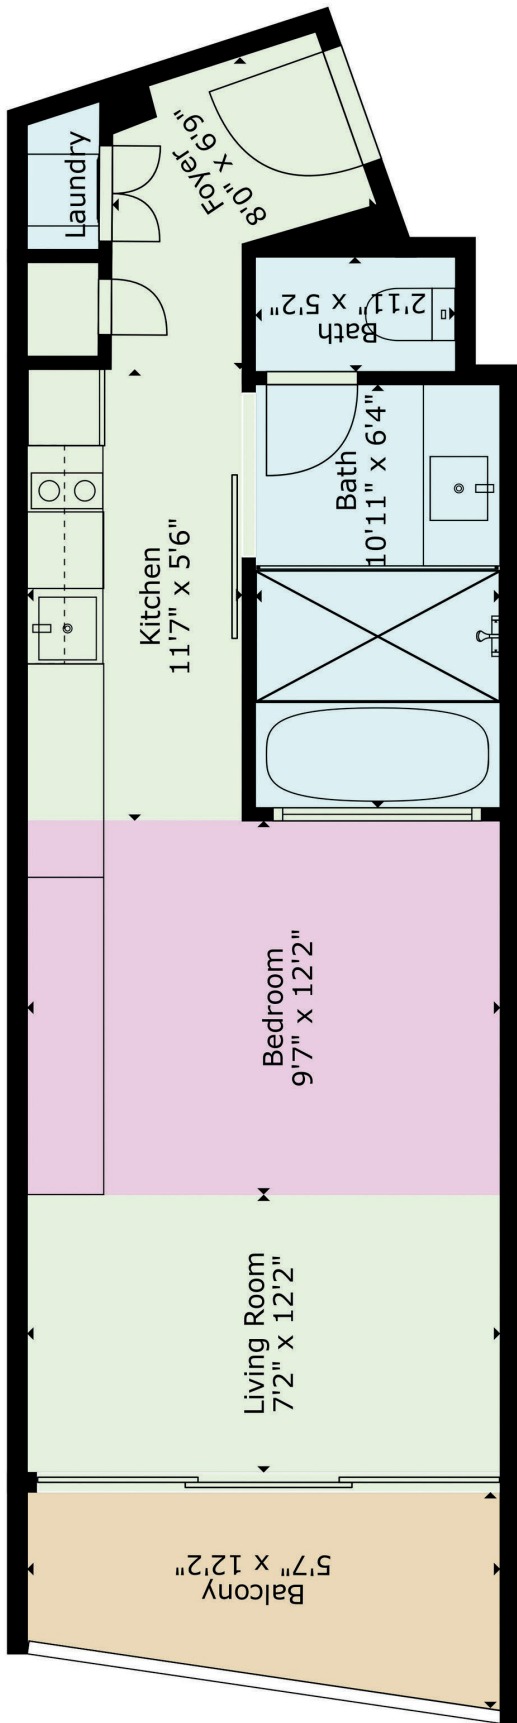 Laundry
Foyer
8'0" x 6'9"
Bath
2'11" x 5'2"
Bath
10'11" x 6'4"
Kitchen
11'7" x 5'6"
Bedroom
9'7" x 12'2"
Living Room
7'2" x 12'2"
Balcony
5'7" x 12'2"